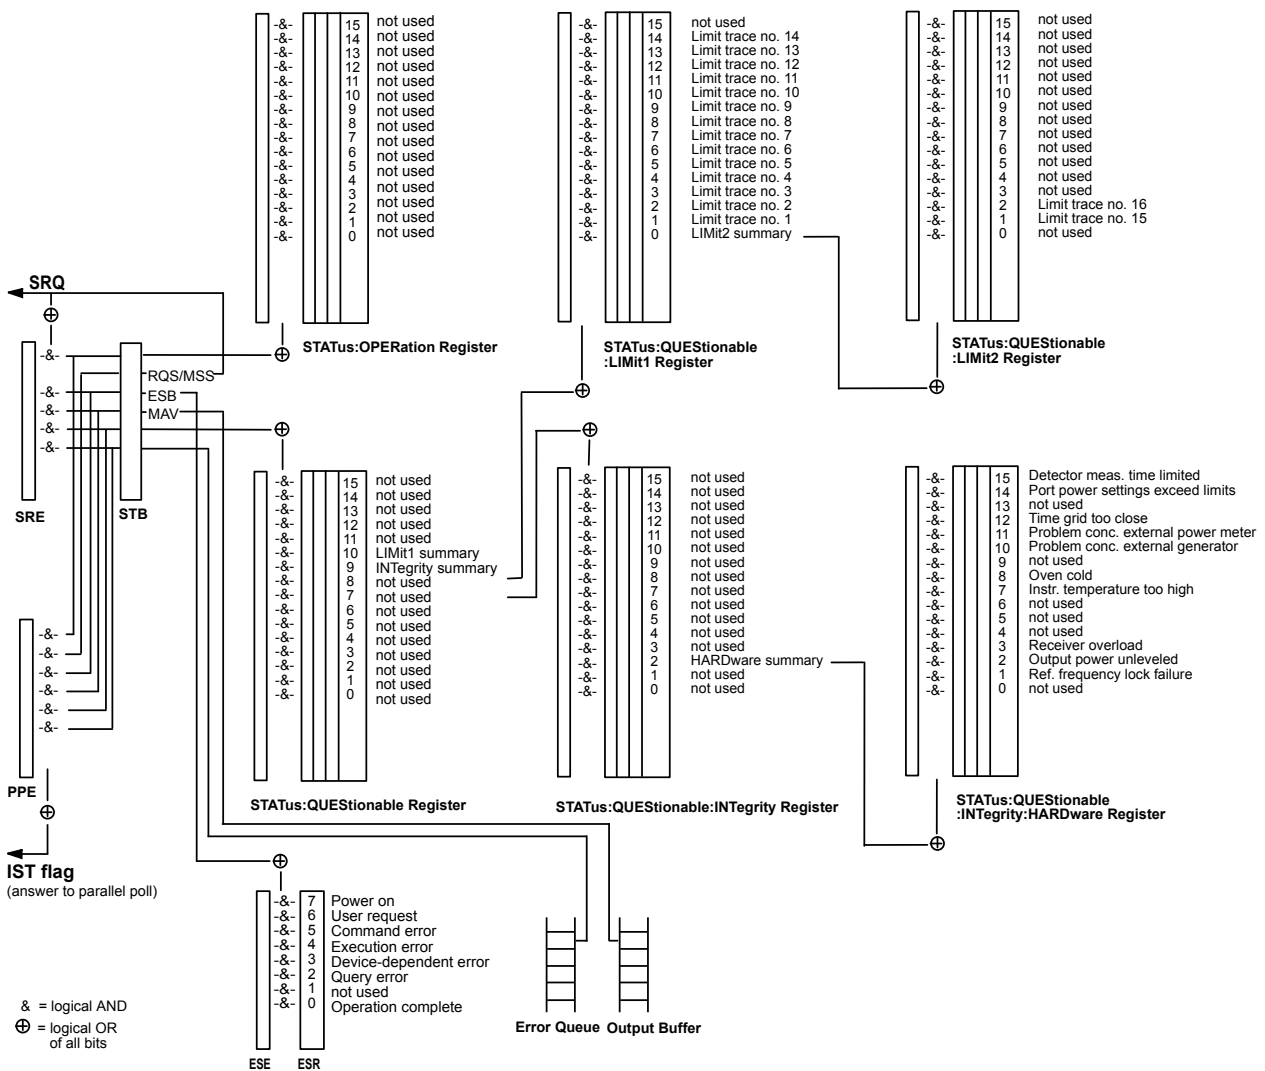 -&- 15 not used
-&- 14 not used
-&- 13 not used
-&- 12 not used
-&- 11 not used
-&- 10 not used
-&- 9 not used
-&- 8 not used
-&- 7 not used
-&- 6 not used
-&- 5 not used
-&- 4 not used
-&- 3 not used
-&- 2 not used
-&- 1 not used
-&- 0 not used
STATus:OPERation Register
-&- 15 not used
-&- 14 Limit trace no. 14
-&- 13 Limit trace no. 13
-&- 12 Limit trace no. 12
-&- 11 Limit trace no. 11
-&- 10 Limit trace no. 10
-&- 9 Limit trace no. 9
-&- 8 Limit trace no. 8
-&- 7 Limit trace no. 7
-&- 6 Limit trace no. 6
-&- 5 Limit trace no. 5
-&- 4 Limit trace no. 4
-&- 3 Limit trace no. 3
-&- 2 Limit trace no. 2
-&- 1 Limit trace no. 1
-&- 0 LIMit2 summary
STATus:QUEStionable
:LIMit1 Register
-&- 15 not used
-&- 14 not used
-&- 13 not used
-&- 12 not used
-&- 11 not used
-&- 10 not used
-&- 9 not used
-&- 8 not used
-&- 7 not used
-&- 6 not used
-&- 5 not used
-&- 4 not used
-&- 3 not used
-&- 2 Limit trace no. 16
-&- 1 Limit trace no. 15
-&- 0 not used
STATus:QUEStionable
:LIMit2 Register
SRQ
-&-
RQS/MSS
-&- ESB
-&- MAV
-&-
-&-
SRE
STB
-&- 15 not used
-&- 14 not used
-&- 13 not used
-&- 12 not used
-&- 11 not used
-&- 10 LIMit1 summary
-&- 9 INTegrity summary
-&- 8 not used
-&- 7 not used
-&- 6 not used
-&- 5 not used
-&- 4 not used
-&- 3 not used
-&- 2 not used
-&- 1 not used
-&- 0 not used
STATus:QUEStionable Register
-&- 15 not used
-&- 14 not used
-&- 13 not used
-&- 12 not used
-&- 11 not used
-&- 10 not used
-&- 9 not used
-&- 8 not used
-&- 7 not used
-&- 6 not used
-&- 5 not used
-&- 4 not used
-&- 3 not used
-&- 2 HARDware summary
-&- 1 not used
-&- 0 not used
STATus:QUEStionable:INTegrity Register
-&- 15 Detector meas. time limited
-&- 14 Port power settings exceed limits
-&- 13 not used
-&- 12 Time grid too close
-&- 11 Problem conc. external power meter
-&- 10 Problem conc. external generator
-&- 9 not used
-&- 8 Oven cold
-&- 7 Instr. temperature too high
-&- 6 not used
-&- 5 not used
-&- 4 not used
-&- 3 Receiver overload
-&- 2 Output power unleveled
-&- 1 Ref. frequency lock failure
-&- 0 not used
STATus:QUEStionable
:INTegrity:HARDware Register
-&-
-&-
-&-
-&-
-&-
-&-
PPE
IST flag
(answer to parallel poll)
-&- 7 Power on
-&- 6 User request
-&- 5 Command error
-&- 4 Execution error
-&- 3 Device-dependent error
-&- 2 Query error
-&- 1 not used
-&- 0 Operation complete
ESE ESR
Error Queue
Output Buffer
& = logical AND
⊕ = logical OR
of all bits